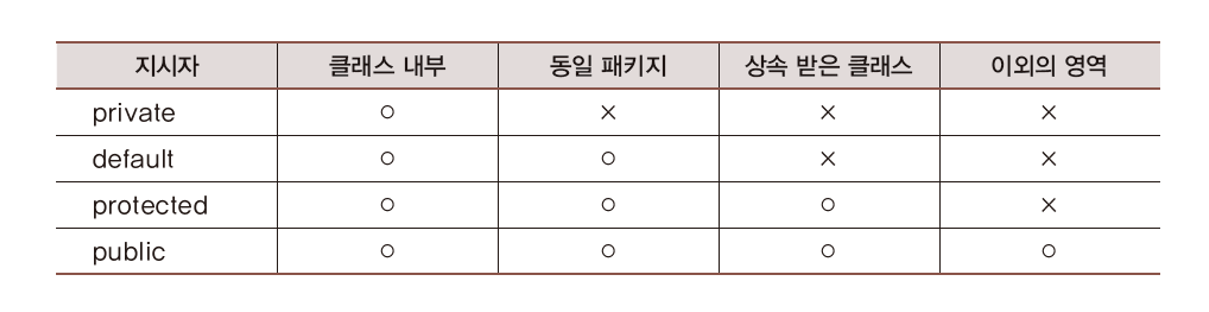 지시자 클래스 내부 동일 패키지 상속 받은 클래스 이외의 영역
private ○ × × ×
default ○ ○ × ×
protected ○ ○ ○ ×
public ○ ○ ○ ○